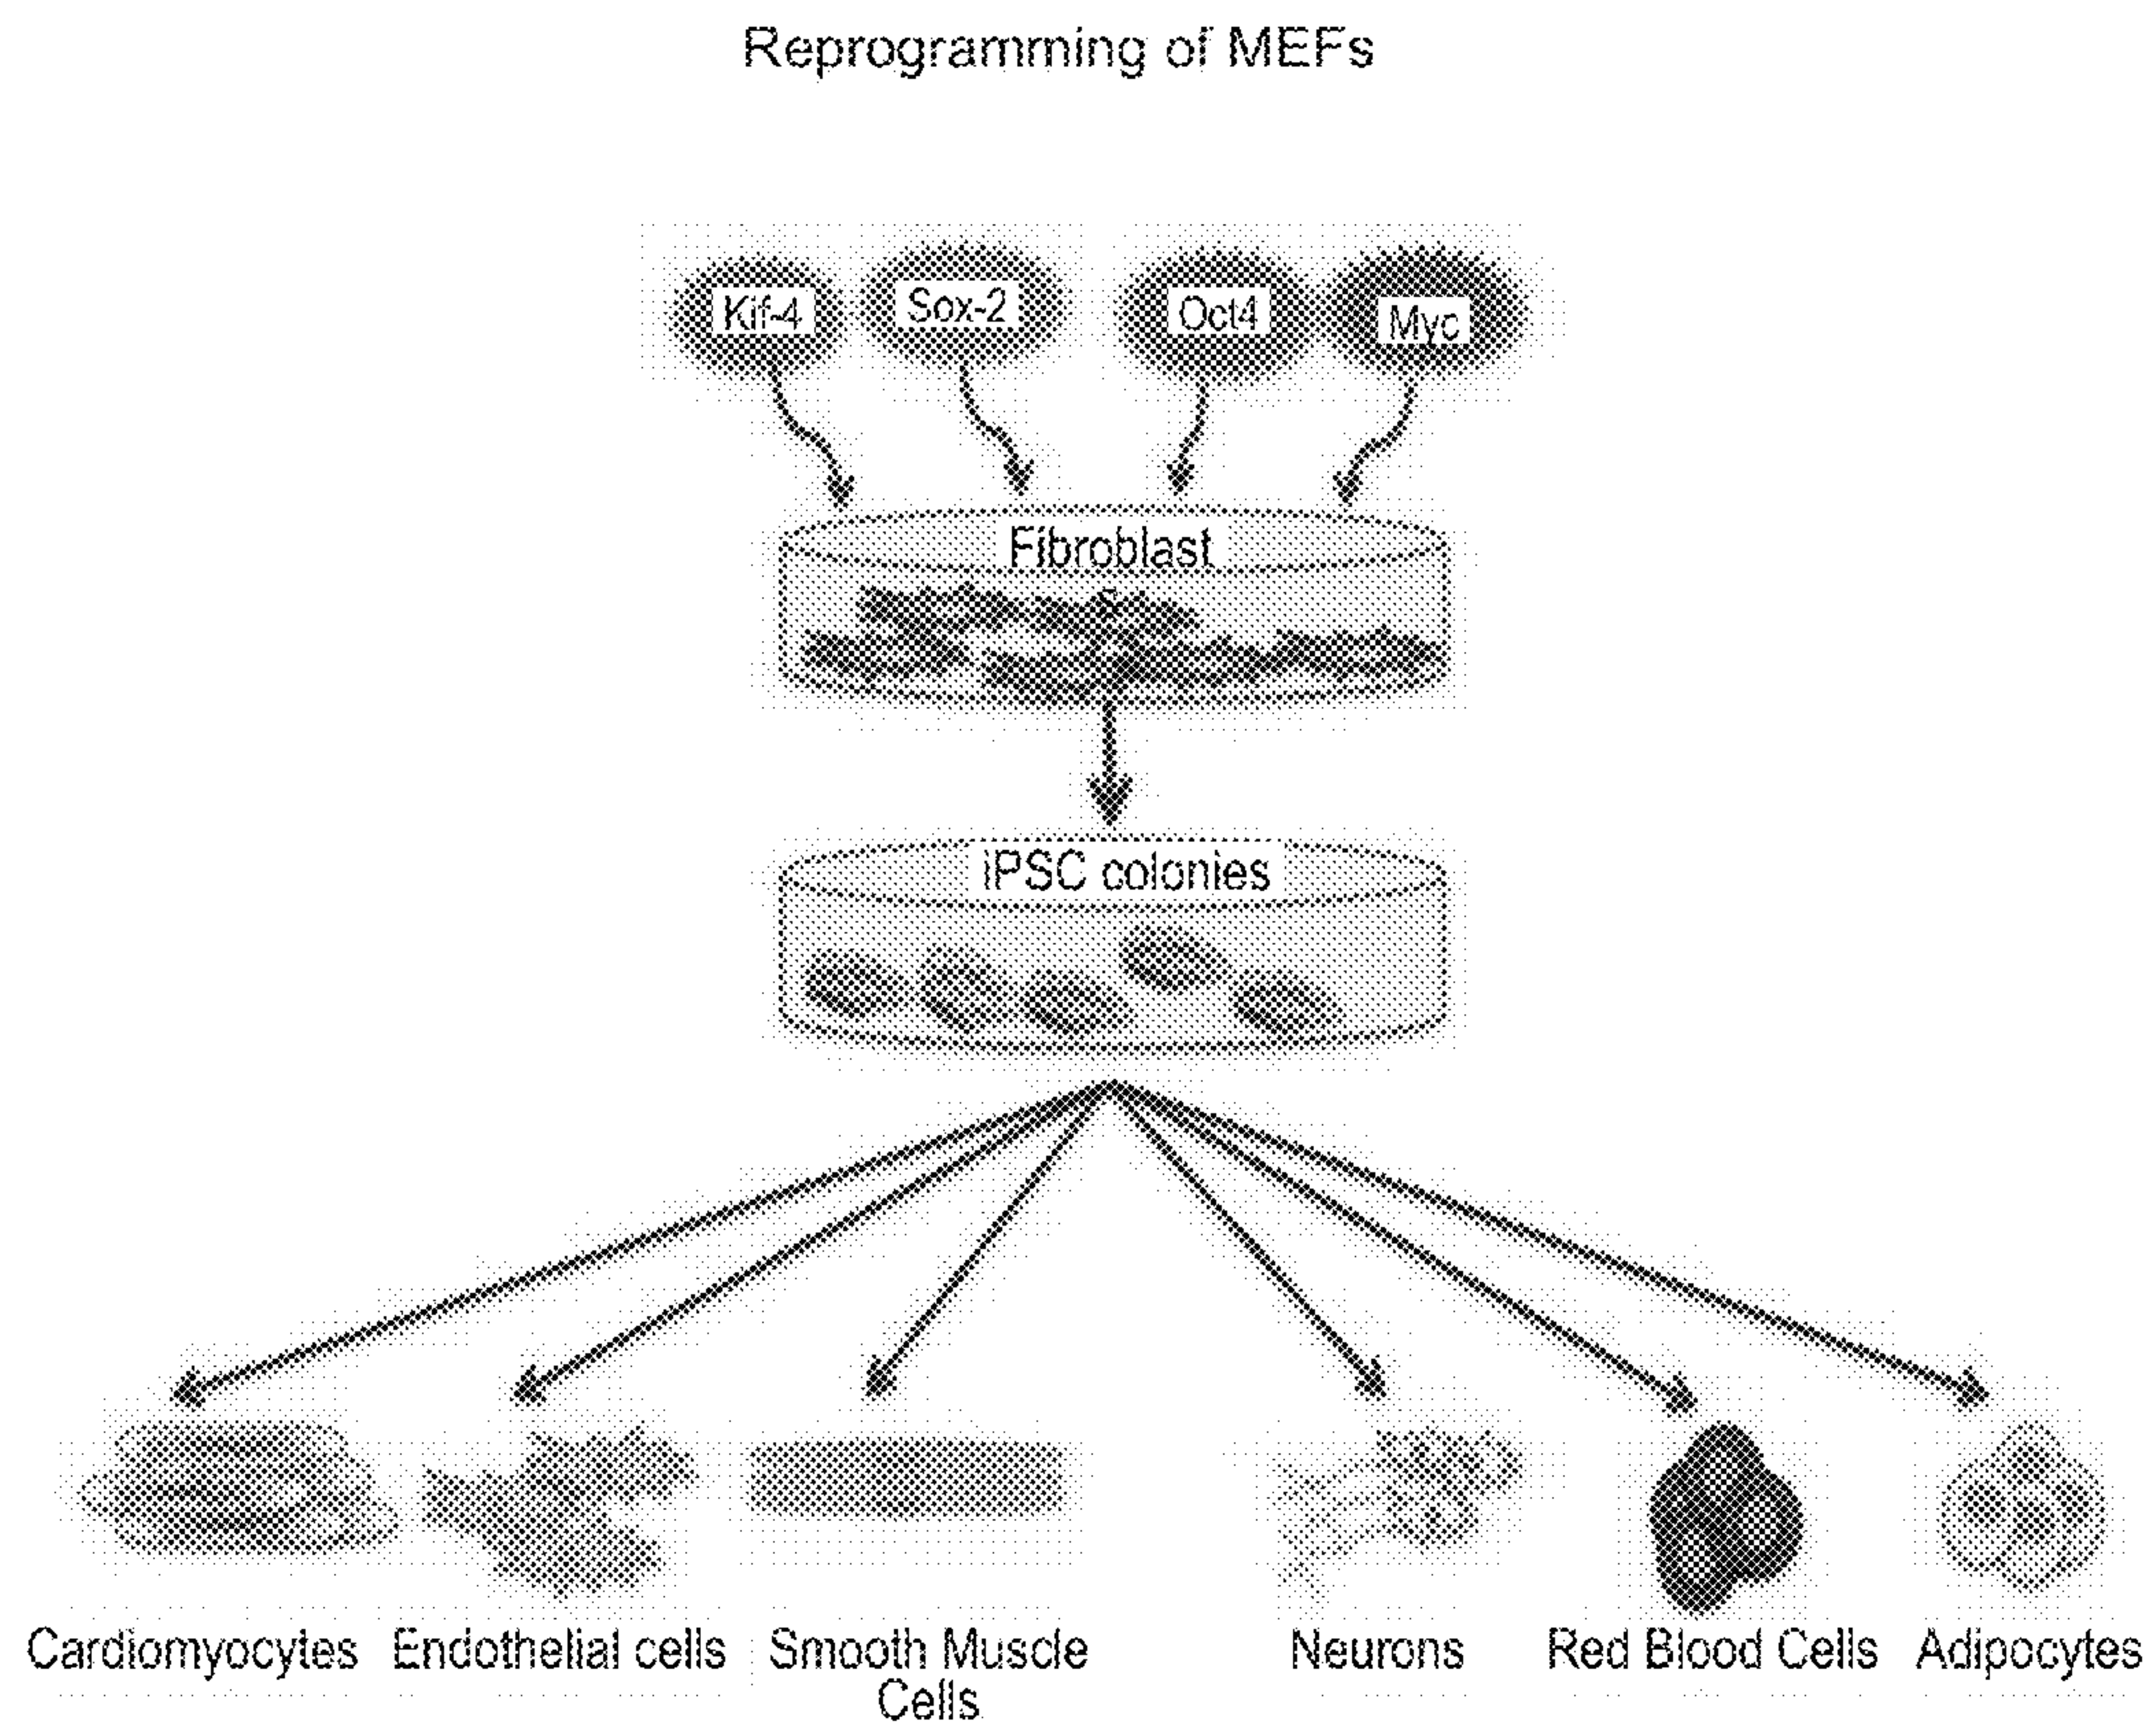 Reprogramming of MEFs
Kif-4 Sox-2 Oct4 Myc
Fibroblast
s
iPSC colonies
Cardiomyocytes Endothelial cells Smooth Muscle Neurons Red Blood Cells Adipocytes
Cells